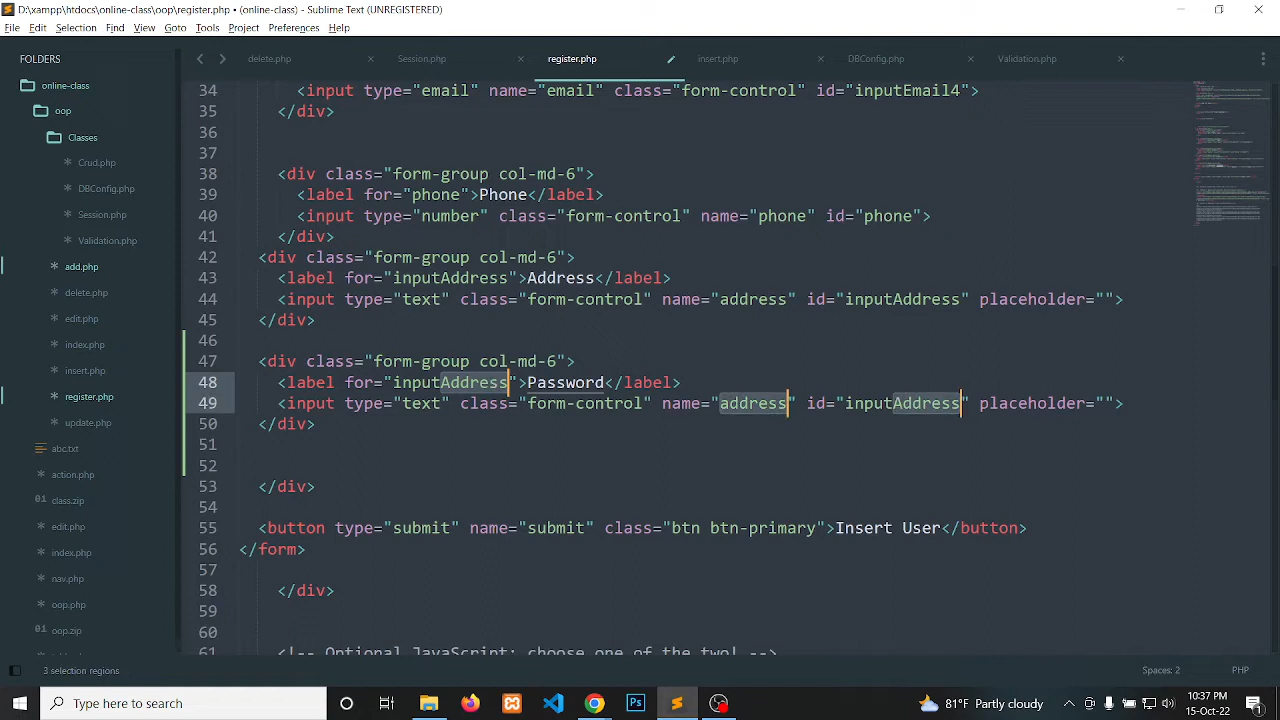 D:\xampp\htdocs\online-class\oop\register.php • (online-class) - Sublime Text (UNREGISTERED)
File Edit Selection Find View Goto Tools Project Preferences Help
FOLDERS
online-class
oop
Classes
Crud.php
DBConfig.php
Session.php
Validation.php
add.php
delete.php
edit.php
index.php
insert.php
register.php
update.php
abc.txt
action.php
class.zip
edit.php
index.php
nav.php
oop.php
oop.zip
delete.php Session.php register.php insert.php DBConfig.php Validation.php
34 <input type="email" name="email" class="form-control" id="inputEmail4">
35 </div>
36
37
38 <div class="form-group col-md-6">
39 <label for="phone">Phone</label>
40 <input type="number" class="form-control" name="phone" id="phone">
41 </div>
42 <div class="form-group col-md-6">
43 <label for="inputAddress">Address</label>
44 <input type="text" class="form-control" name="address" id="inputAddress" placeholder="">
45 </div>
46
47 <div class="form-group col-md-6">
48 <label for="inputAddress">Password</label>
49 <input type="text" class="form-control" name="address" id="inputAddress" placeholder="">
50 </div>
51
52
53 </div>
54
55 <button type="submit" name="submit" class="btn btn-primary">Insert User</button>
56 </form>
57
58 </div>
59
60
61 <!-- Optional JavaScript; choose one of the two! -->
3 selection regions
Spaces: 2 PHP
Type here to search
81°F Partly cloudy
10:37 PM
15-Oct-22